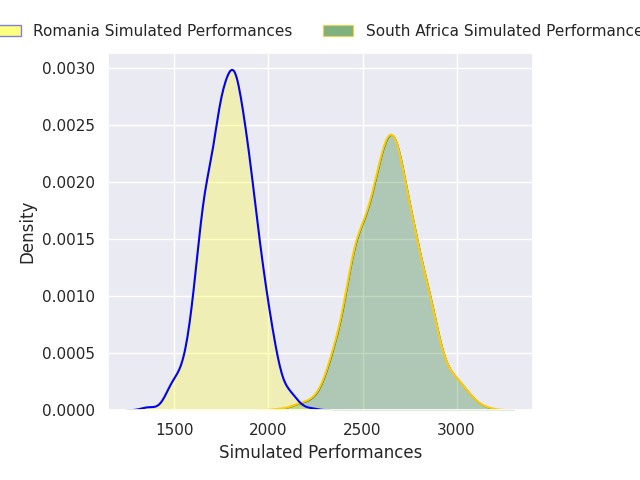 Romania Simulated Performances South Africa Simulated Performance
0.0030
0.0025
0.0020
0.0015
0.0010
0.0005
0.0000
Density
1500 2000 2500 3000
Simulated Performances